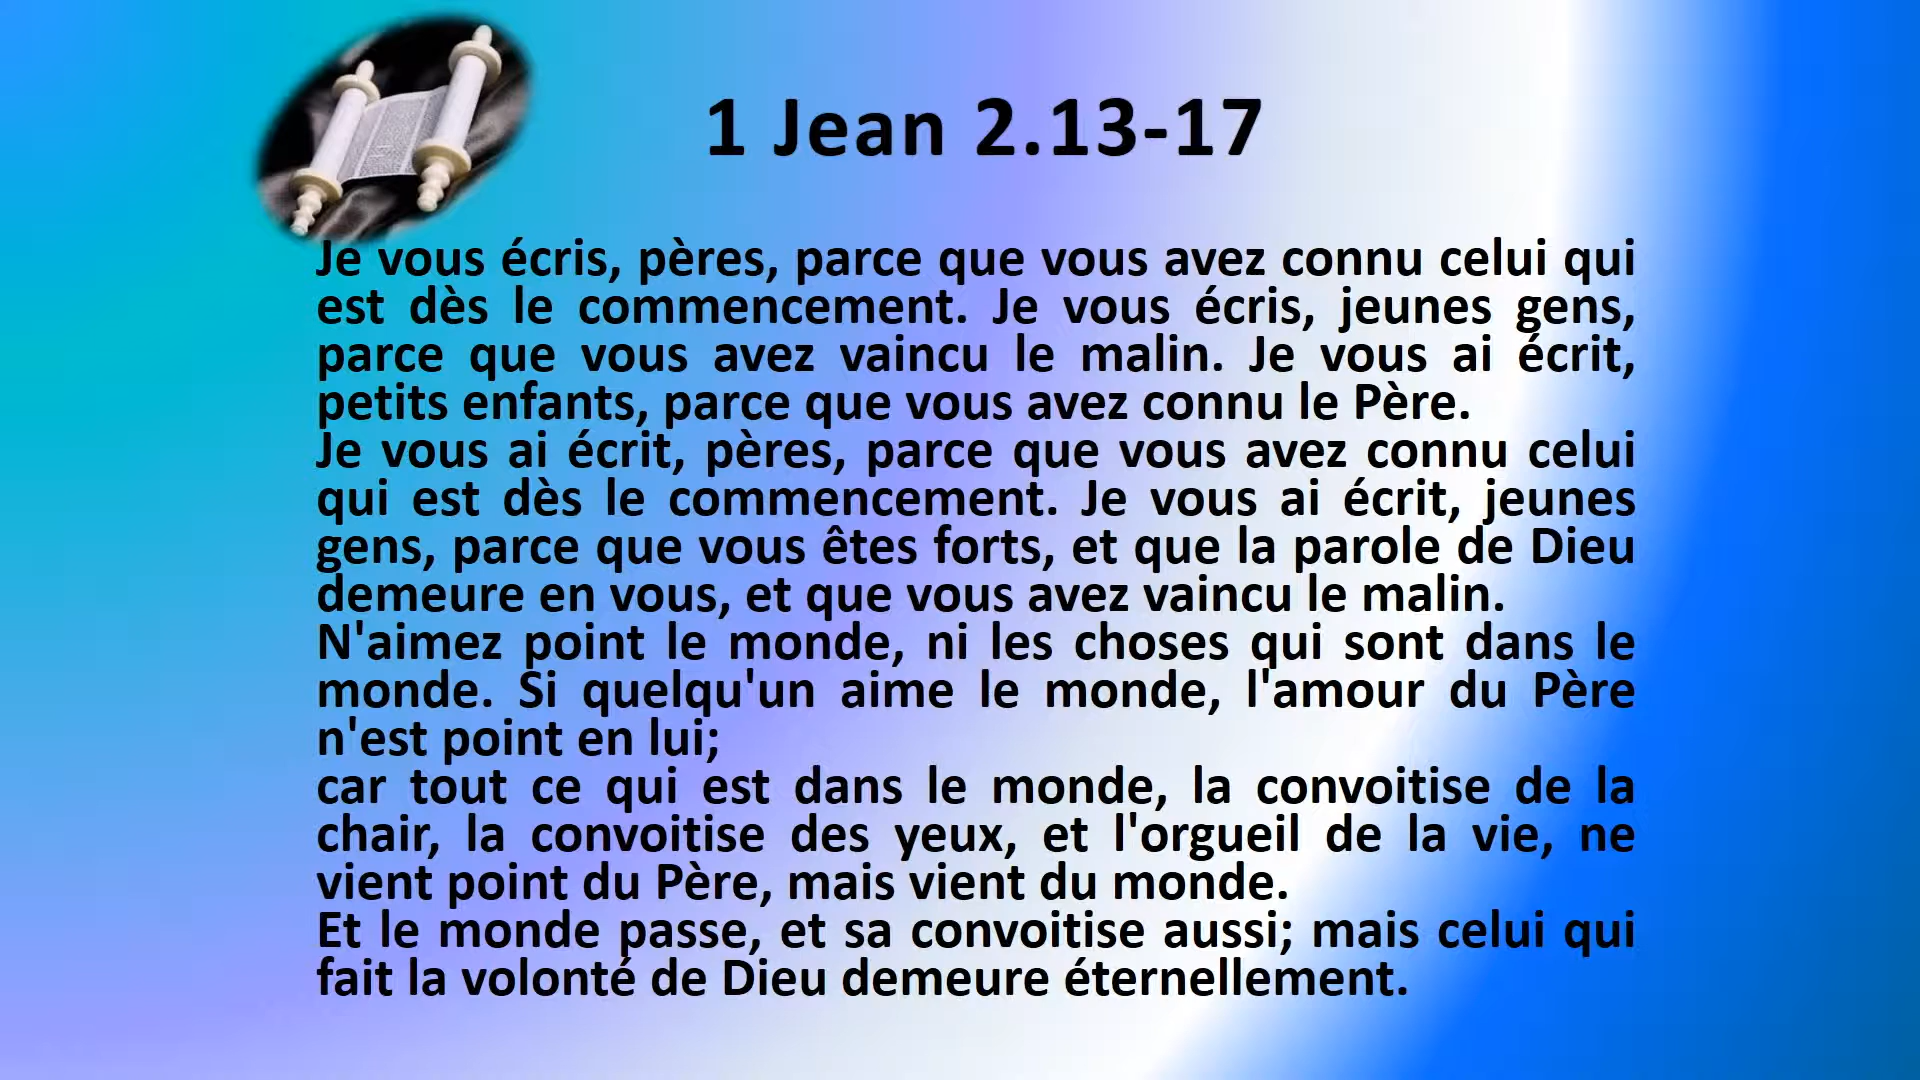 1 Jean 2.13-17
Je vous écris, pères, parce que vous avez connu celui qui
est dès le commencement. Je vous écris, jeunes gens,
parce que vous avez vaincu le malin. Je vous ai écrit,
petits enfants, parce que vous avez connu le Père.
Je vous ai écrit, pères, parce que vous avez connu celui
qui est dès le commencement. Je vous ai écrit, jeunes
gens, parce que vous êtes forts, et que la parole de Dieu
demeure en vous, et que vous avez vaincu le malin.
N'aimez point le monde, ni les choses qui sont dans le
monde. Si quelqu'un aime le monde, l'amour du Père
n'est point en lui;
car tout ce qui est dans le monde, la convoitise de la
chair, la convoitise des yeux, et l'orgueil de la vie, ne
vient point du Père, mais vient du monde.
Et le monde passe, et sa convoitise aussi; mais celui qui
fait la volonté de Dieu demeure éternellement.